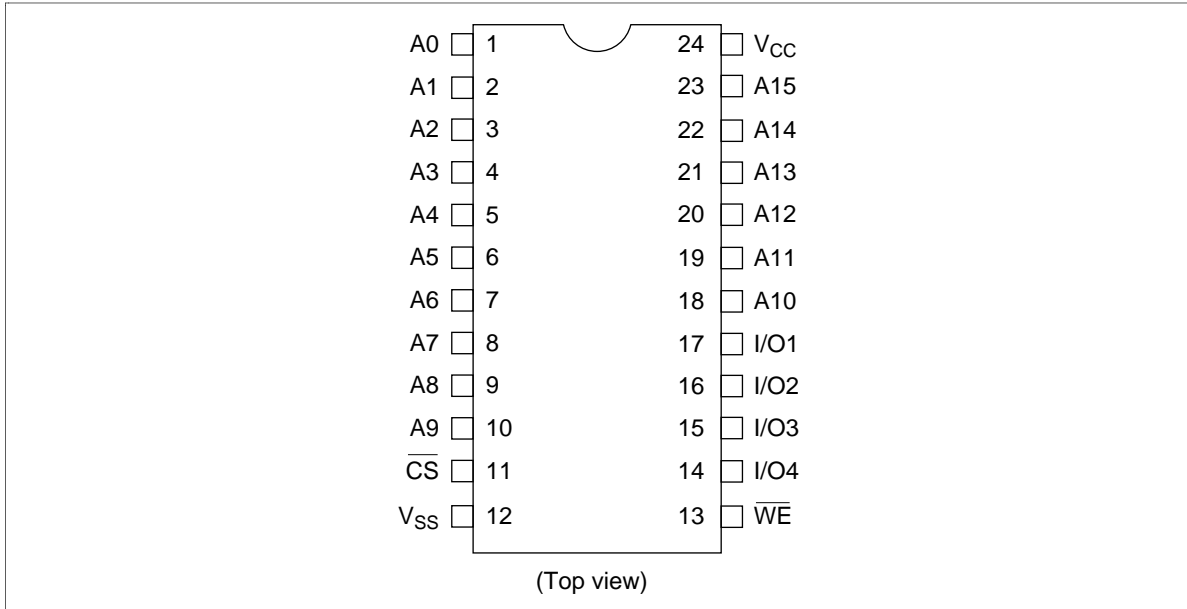 A0 1 24 VCC
A1 2 23 A15
A2 3 22 A14
A3 4 21 A13
A4 5 20 A12
A5 6 19 A11
A6 7 18 A10
A7 8 17 I/O1
A8 9 16 I/O2
A9 10 15 I/O3
C̅S̅ 11 14 I/O4
VSS 12 13 W̅E̅
(Top view)